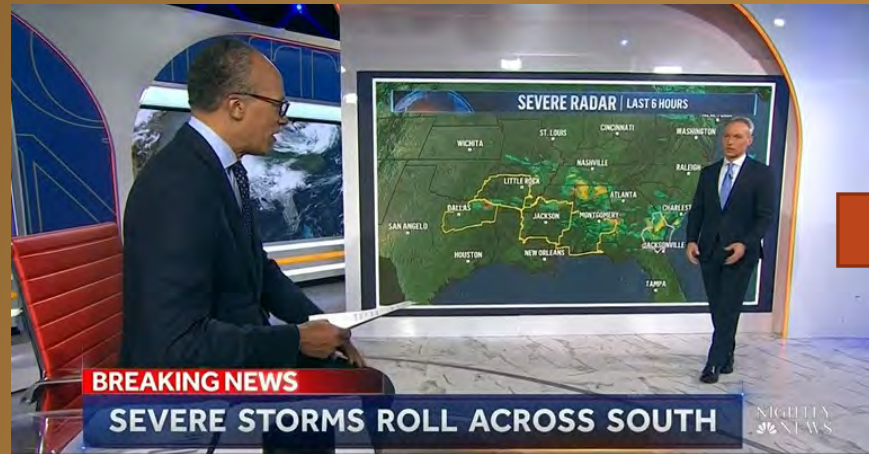 SEVERE RADAR | LAST 6 HOURS
ST. LOUIS
CINCINNATI
WASHINGTON
WICHITA
NASHVILLE
RALEIGH
LITTLE ROCK
ATLANTA
DALLAS
CHARLEST
JACKSON
MONTGOMERY
SAN ANGELO
JACKSONVILLE
HOUSTON
NEW ORLEANS
TAMPA
BREAKING NEWS
SEVERE STORMS ROLL ACROSS SOUTH
NIGHTLY
NEWS